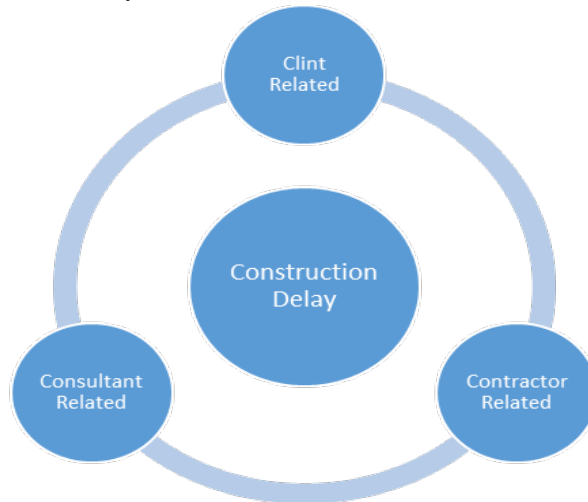 Clint
Related
Construction
Delay
Consultant
Related
Contractor
Related